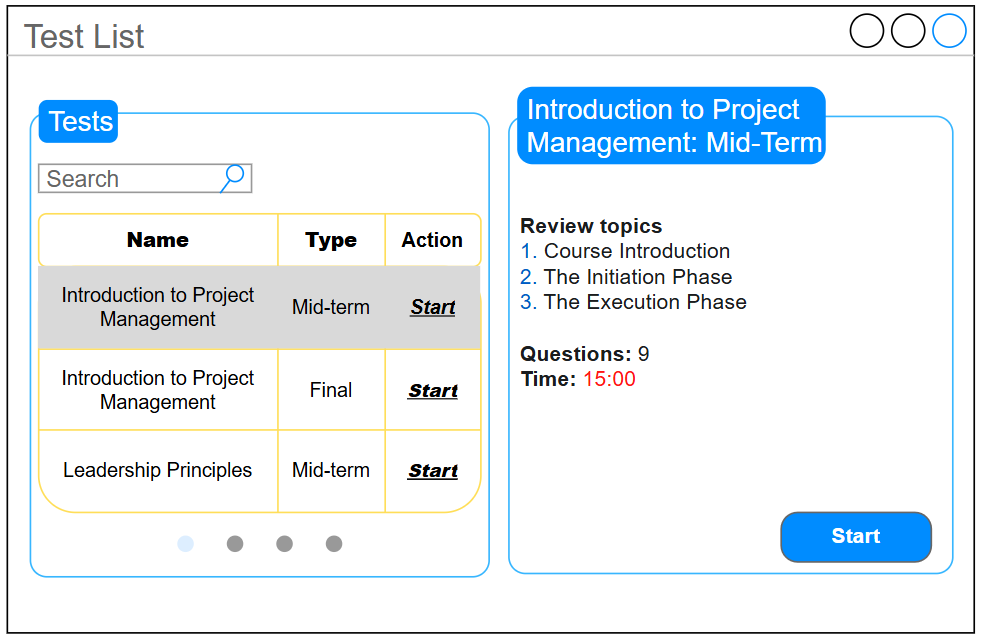 Test List
Tests
Search
Name Type Action
Introduction to Project
Management
Mid-term
Start
Introduction to Project
Management
Final
Start
Leadership Principles Mid-term Start
Introduction to Project
Management: Mid-Term
Review topics
1. Course Introduction
2. The Initiation Phase
3. The Execution Phase
Questions: 9
Time: 15:00
Start